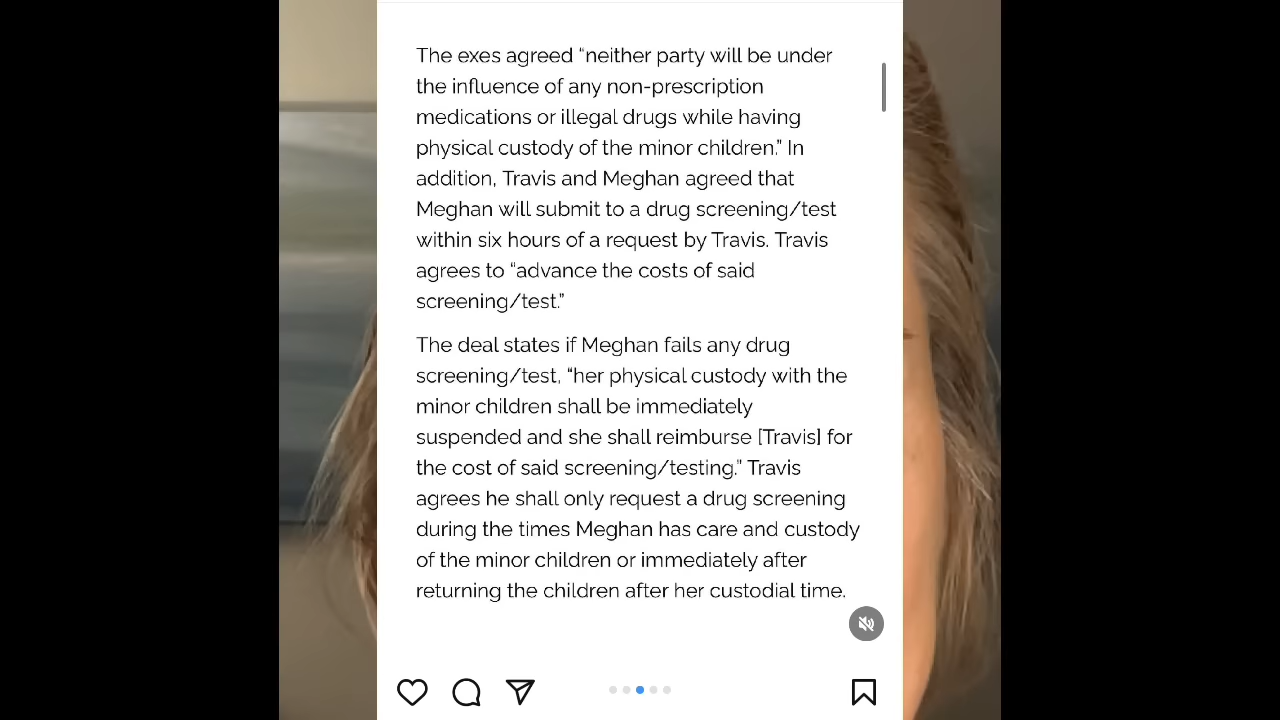 The exes agreed “neither party will be under
the influence of any non-prescription
medications or illegal drugs while having
physical custody of the minor children.” In
addition, Travis and Meghan agreed that
Meghan will submit to a drug screening/test
within six hours of a request by Travis. Travis
agrees to “advance the costs of said
screening/test.”
The deal states if Meghan fails any drug
screening/test, “her physical custody with the
minor children shall be immediately
suspended and she shall reimburse [Travis] for
the cost of said screening/testing.” Travis
agrees he shall only request a drug screening
during the times Meghan has care and custody
of the minor children or immediately after
returning the children after her custodial time.